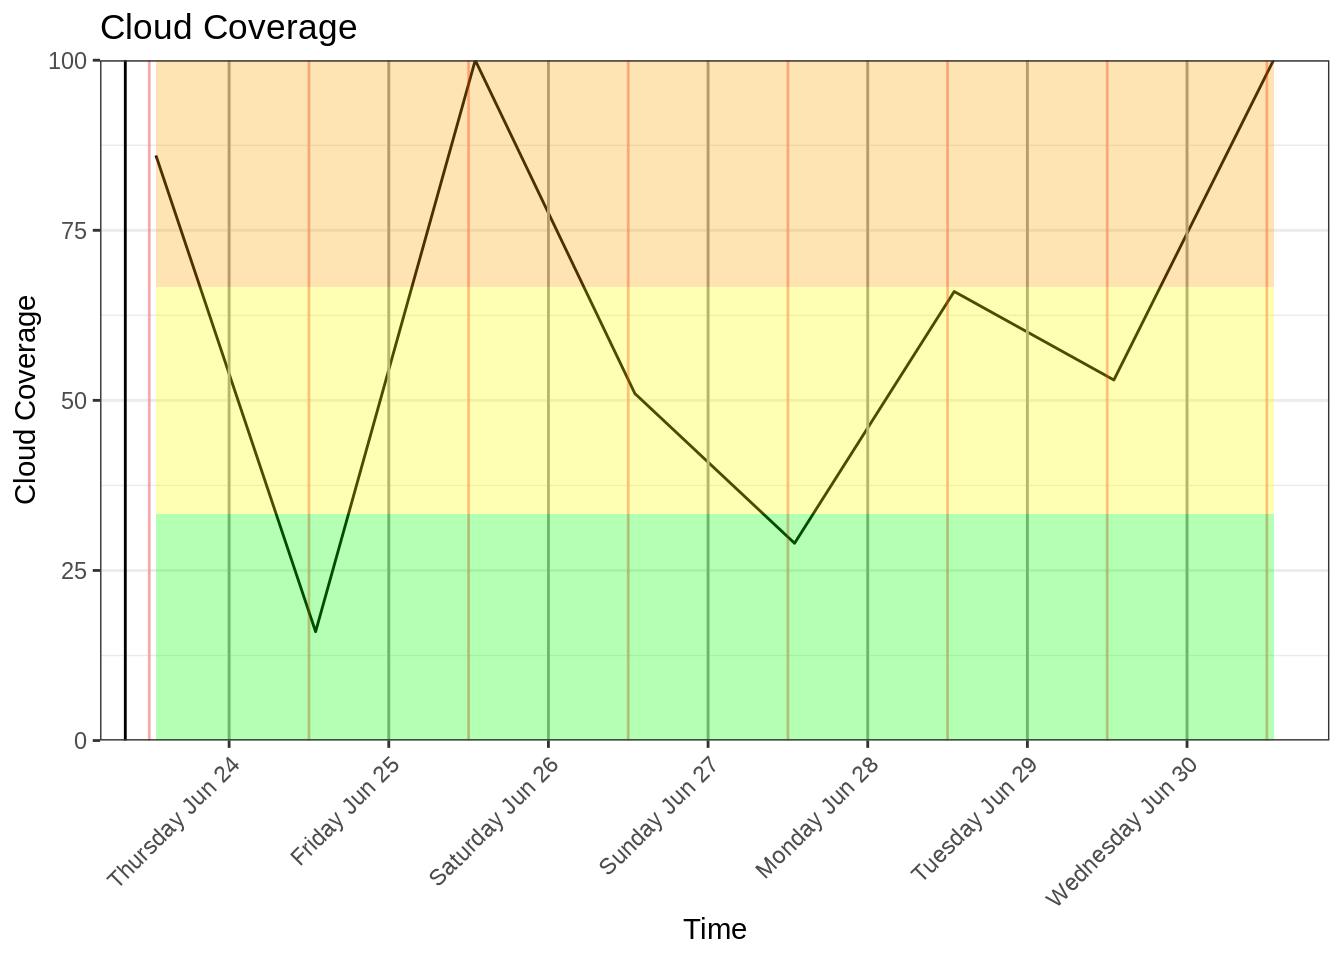 Cloud Coverage
100
75
50
25
0
Cloud Coverage
Thursday Jun 24
Friday Jun 25
Saturday Jun 26
Sunday Jun 27
Monday Jun 28
Tuesday Jun 29
Wednesday Jun 30
Time